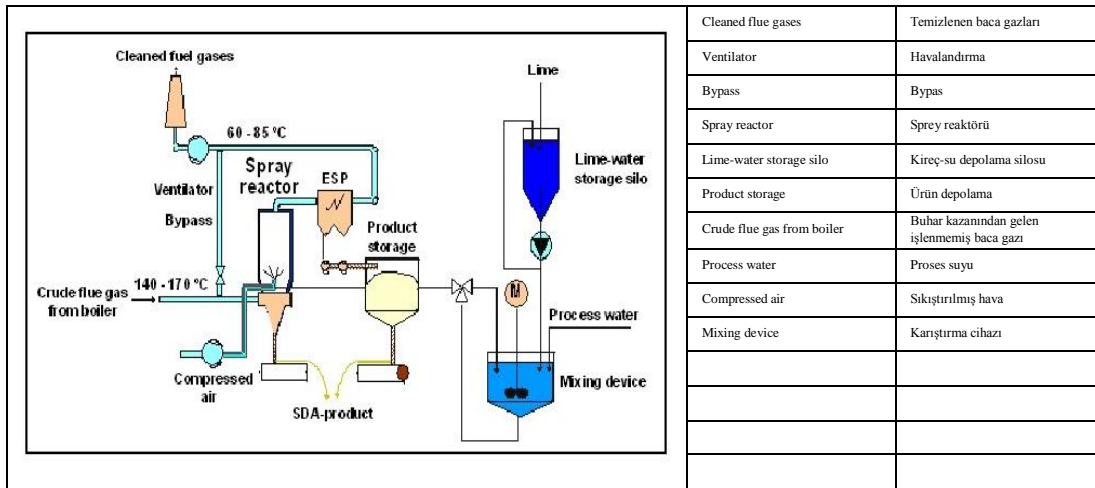 Cleaned fuel gases
Lime
60 - 85 °C
Spray
reactor
ESP
Lime-water
storage silo
Ventilator
Bypass
Product
storage
140 - 170 °C
Crude flue gas
from boiler
M
Process water
Compressed
air
Mixing device
SDA-product
Cleaned flue gases Temizlenen baca gazları
Ventilator Havalandırma
Bypass Bypas
Spray reactor Sprey reaktörü
Lime-water storage silo Kireç-su depolama silosu
Product storage Ürün depolama
Crude flue gas from boiler Buhar kazanından gelen
işlenmemiş baca gazı
Process water Proses suyu
Compressed air Sıkıştırılmış hava
Mixing device Karıştırma cihazı